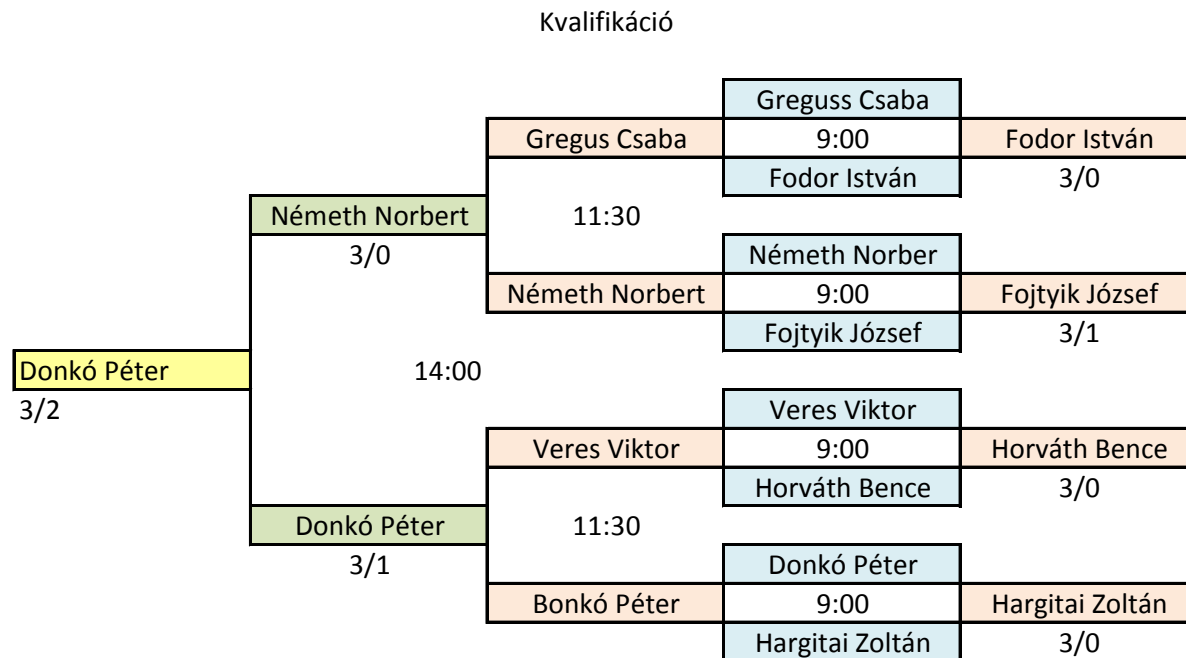 Kvalifikáció
Greguss Csaba
Gregus Csaba 9:00 Fodor István
Fodor István 3/0
Németh Norbert 11:30
3/0 Németh Norber
Németh Norbert 9:00 Fojtyik József
Fojtyik József 3/1
Donkó Péter 14:00
3/2 Veres Viktor
Veres Viktor 9:00 Horváth Bence
Horváth Bence 3/0
Donkó Péter 11:30
3/1 Donkó Péter
Bonkó Péter 9:00 Hargitai Zoltán
Hargitai Zoltán 3/0